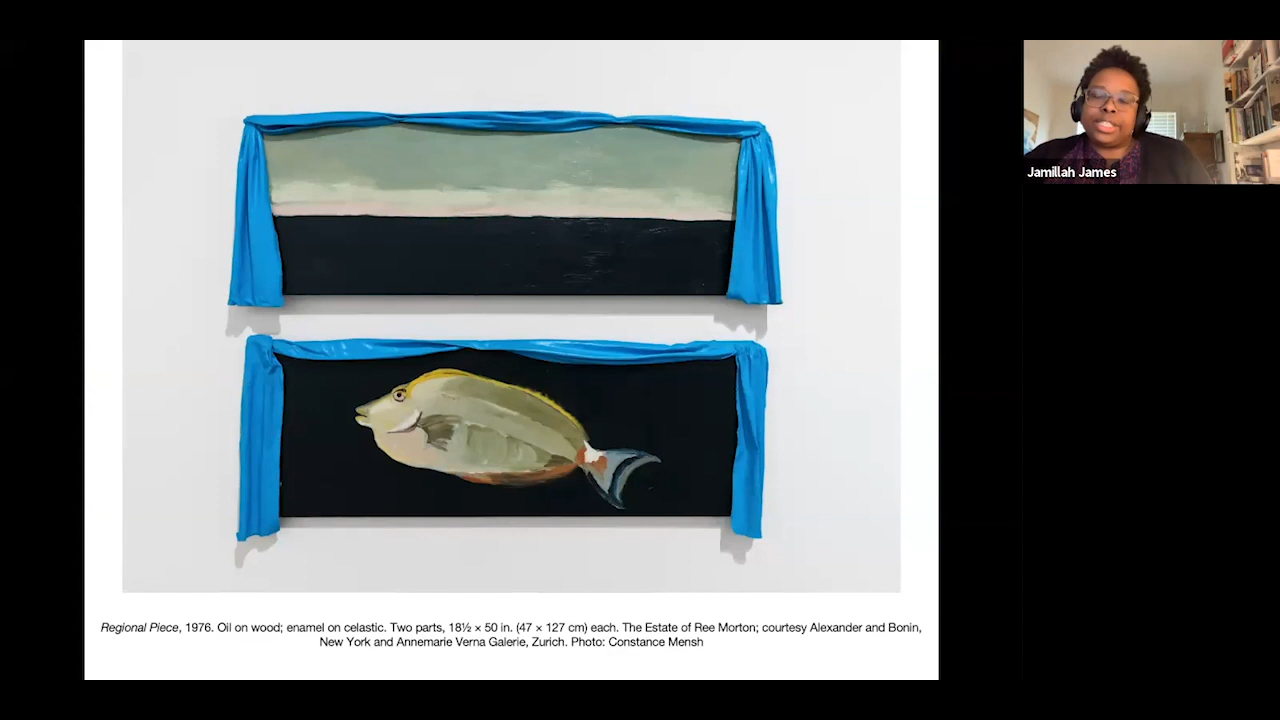 Jamillah James
Regional Piece, 1976. Oil on wood; enamel on celastic. Two parts, 18½ × 50 in. (47 × 127 cm) each. The Estate of Ree Morton; courtesy Alexander and Bonin,
New York and Annemarie Verna Galerie, Zurich. Photo: Constance Mensh